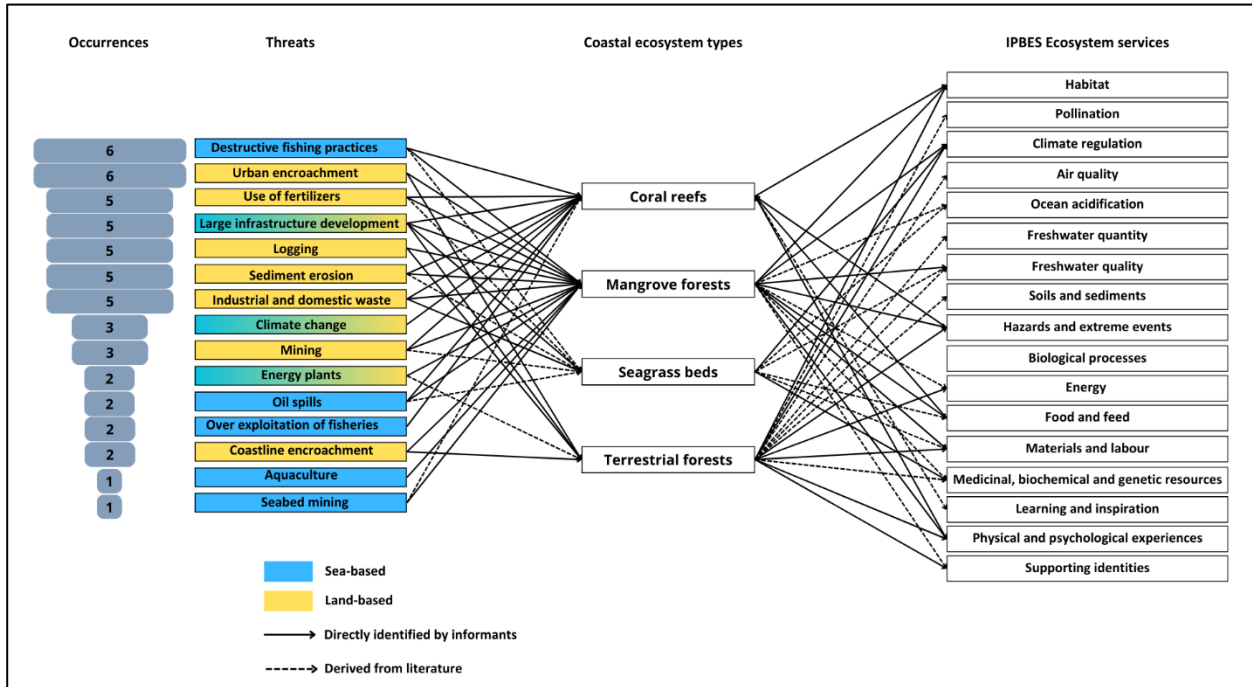 Occurrences Threats Coastal ecosystem types IPBES Ecosystem services
Habitat
Pollination
6 Destructive fishing practices Climate regulation
6 Urban encroachment Air quality
5 Use of fertilizers Coral reefs Ocean acidification
5 Large infrastructure development Freshwater quantity
5 Logging Freshwater quality
5 Sediment erosion Mangrove forests Soils and sediments
5 Industrial and domestic waste Hazards and extreme events
3 Climate change Biological processes
3 Mining Seagrass beds Energy
2 Energy plants Food and feed
2 Oil spills Materials and labour
2 Over exploitation of fisheries Terrestrial forests Medicinal, biochemical and genetic resources
2 Coastline encroachment Learning and inspiration
1 Aquaculture Physical and psychological experiences
1 Seabed mining Supporting identities
Sea-based
Land-based
Directly identified by informants
Derived from literature